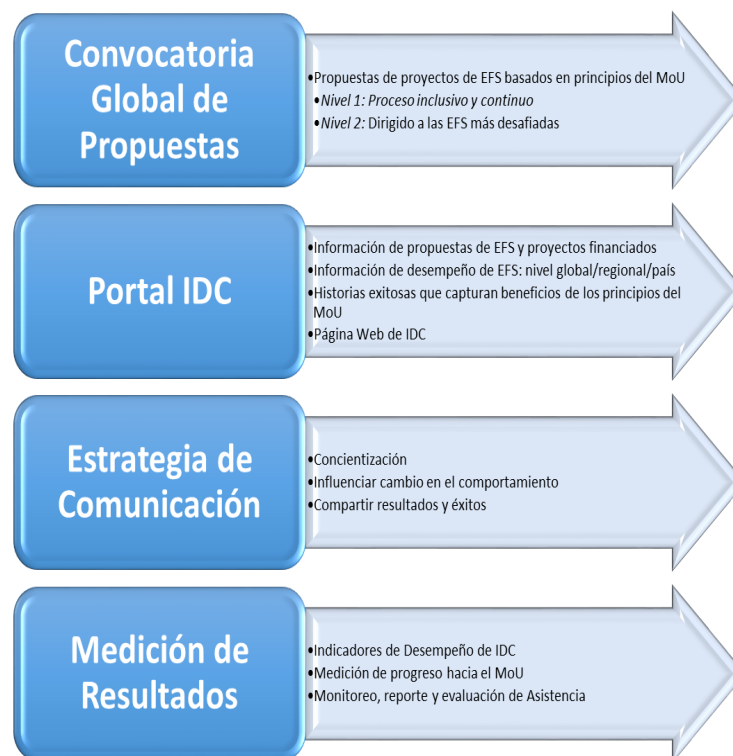 Convocatoria
Global de
Propuestas
•Propuestas de proyectos de EFS basados en principios del MoU
•Nivel 1: Proceso inclusivo y continuo
•Nivel 2: Dirigido a las EFS más desafiadas
Portal IDC
•Información de propuestas de EFS y proyectos financiados
•Información de desempeño de EFS: nivel global/regional/país
•Historias exitosas que capturan beneficios de los principios del
MoU
•Página Web de IDC
Estrategia de
Comunicación
•Concientización
•Influenciar cambio en el comportamiento
•Compartir resultados y éxitos
Medición de
Resultados
•Indicadores de Desempeño de IDC
•Medición de progreso hacia el MoU
•Monitoreo, reporte y evaluación de Asistencia